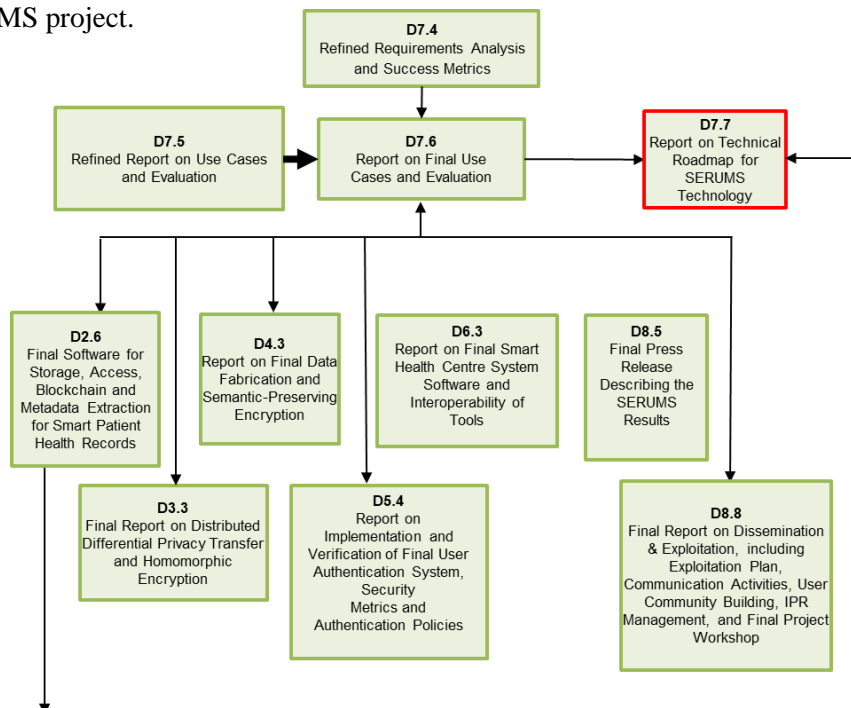 MS project.
D7.4
Refined Requirements Analysis
and Success Metrics
D7.5
Refined Report on Use Cases
and Evaluation
D7.6
Report on Final Use
Cases and Evaluation
D7.7
Report on Technical
Roadmap for
SERUMS
Technology
D2.6
Final Software for
Storage, Access,
Blockchain and
Metadata Extraction
for Smart Patient
Health Records
D4.3
Report on Final Data
Fabrication and
Semantic-Preserving
Encryption
D6.3
Report on Final Smart
Health Centre System
Software and
Interoperability of
Tools
D8.5
Final Press
Release
Describing the
SERUMS
Results
D3.3
Final Report on Distributed
Differential Privacy Transfer
and Homomorphic
Encryption
D5.4
Report on
Implementation and
Verification of Final User
Authentication System,
Security
Metrics and
Authentication Policies
D8.8
Final Report on Dissemination
& Exploitation, including
Exploitation Plan,
Communication Activities, User
Community Building, IPR
Management, and Final Project
Workshop